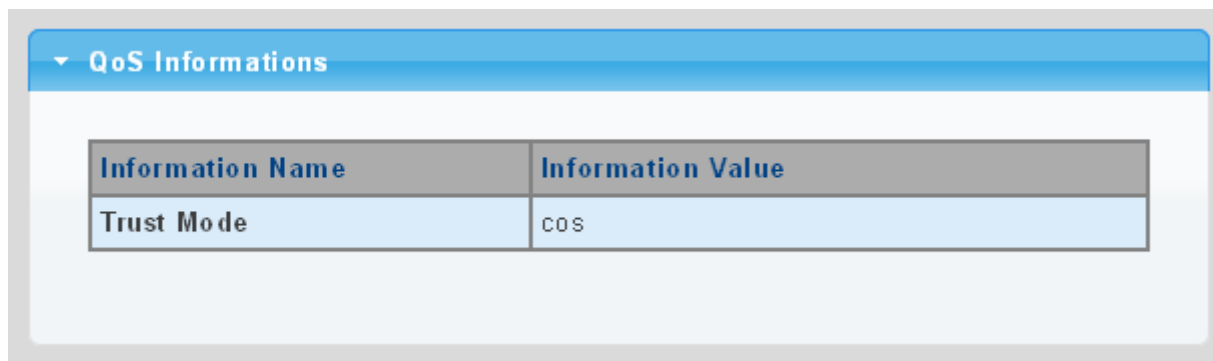 QoS Informations
Information Name Information Value
Trust Mode cos